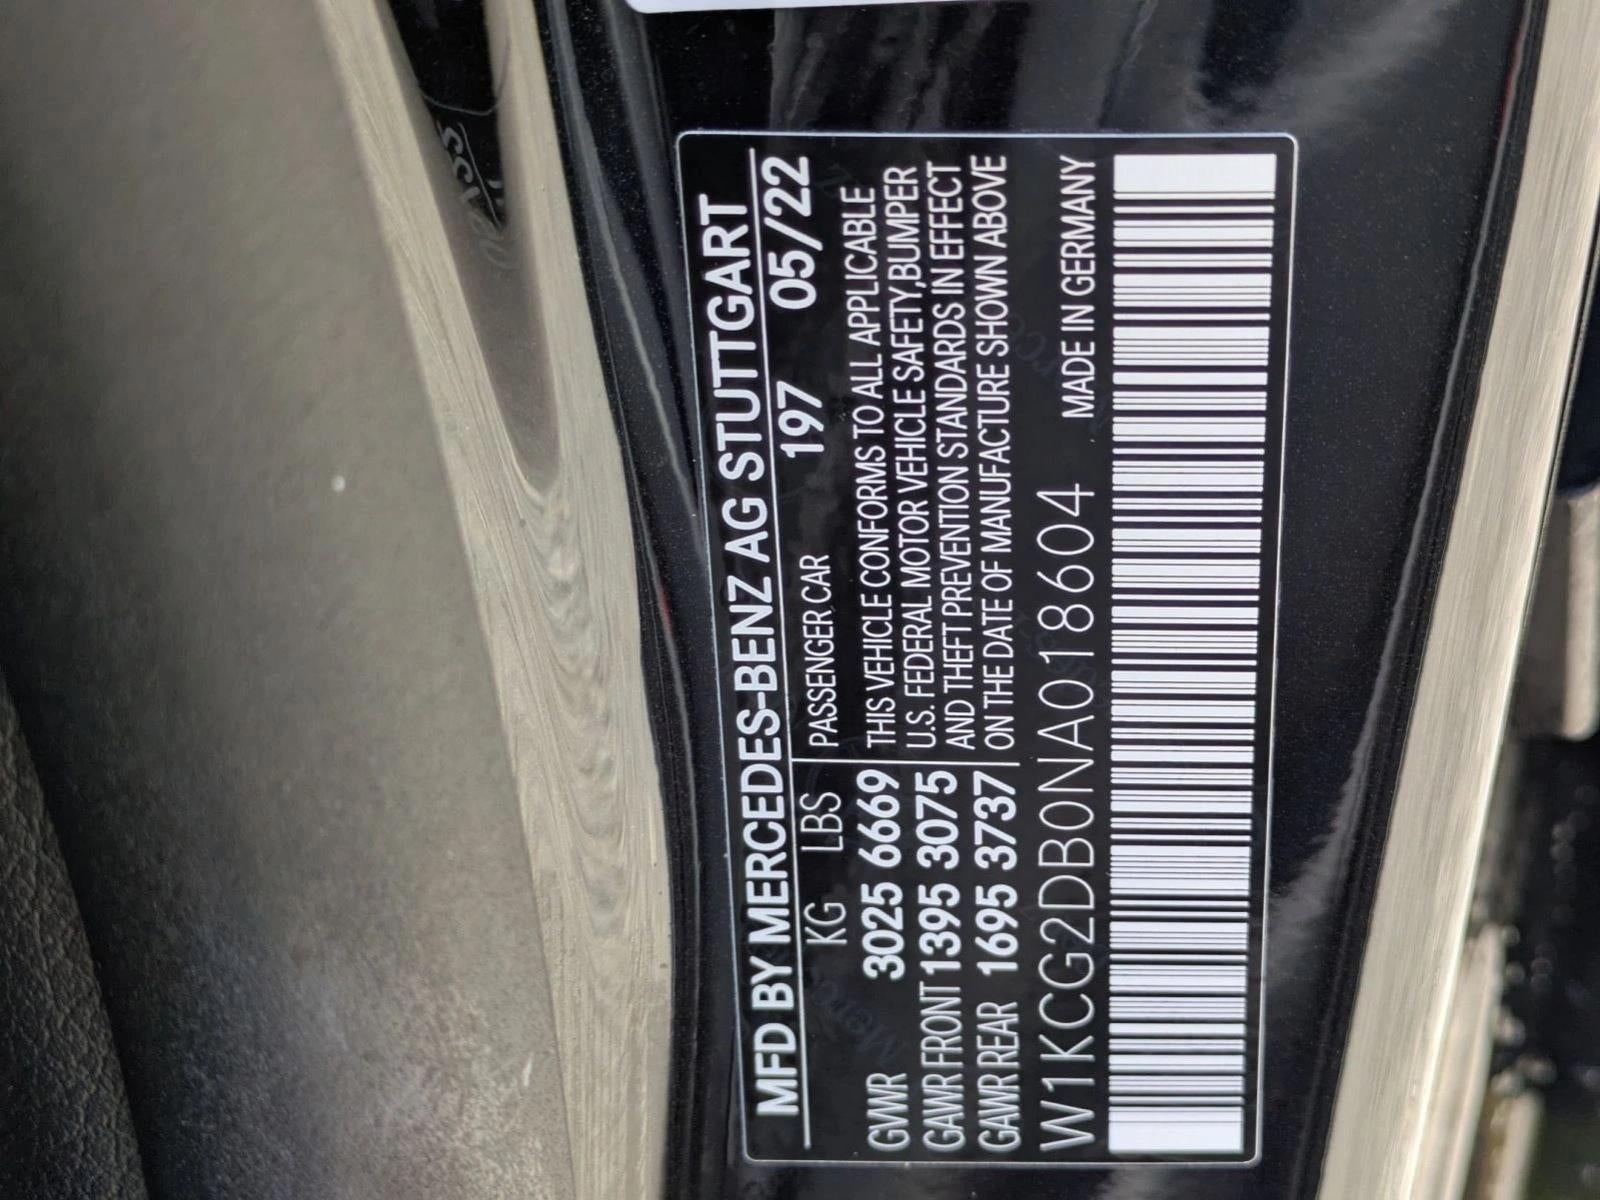 MFD BY MERCEDES-BENZ AG STUTTGART
KG LBS PASSENGER CAR 197 05/22
GVWR 3025 6669 THIS VEHICLE CONFORMS TO ALL APPLICABLE
GAWR FRONT 1395 3075 U.S. FEDERAL MOTOR VEHICLE SAFETY,BUMPER
AND THEFT PREVENTION STANDARDS IN EFFECT
GAWR REAR 1695 3737 ON THE DATE OF MANUFACTURE SHOWN ABOVE
W1KCG2DB0NA018604 MADE IN GERMANY